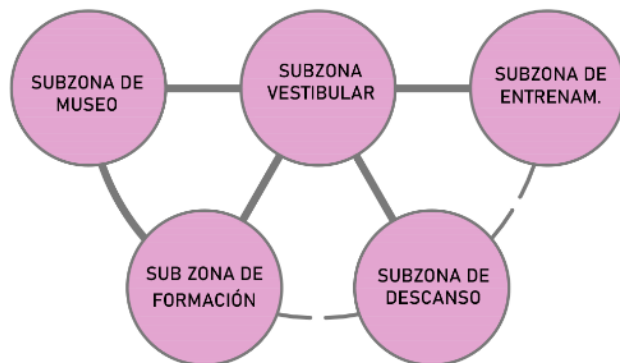 SUBZONA DE
MUSEO
SUBZONA
VESTIBULAR
SUBZONA DE
ENTRENAM.
SUB ZONA DE
FORMACIÓN
SUBZONA DE
DESCANSO